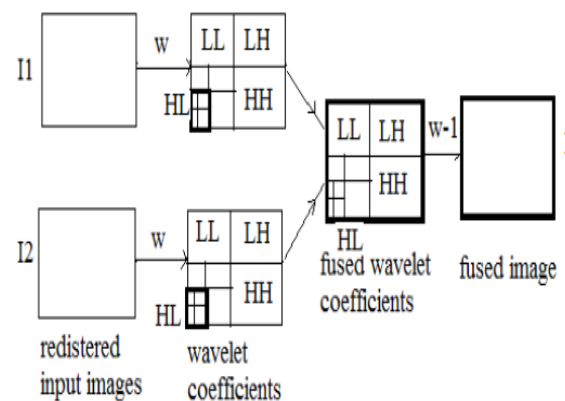 I1
w
LL LH
HL
HH
LL LH
HH
HL
w-1
I2
w
LL LH
HL
HH
redistered
input images
wavelet
coefficients
fused wavelet
coefficients
fused image